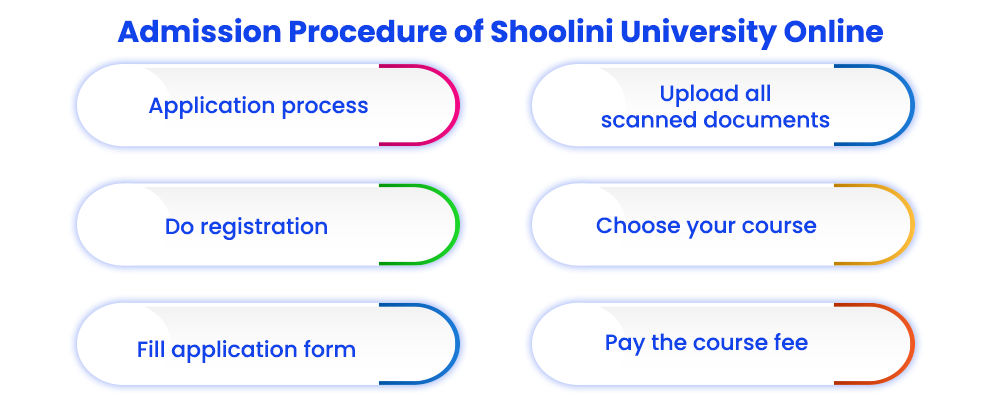 Admission Procedure of Shoolini University Online
Application process
Do registration
Fill application form
Upload all
scanned documents
Choose your course
Pay the course fee